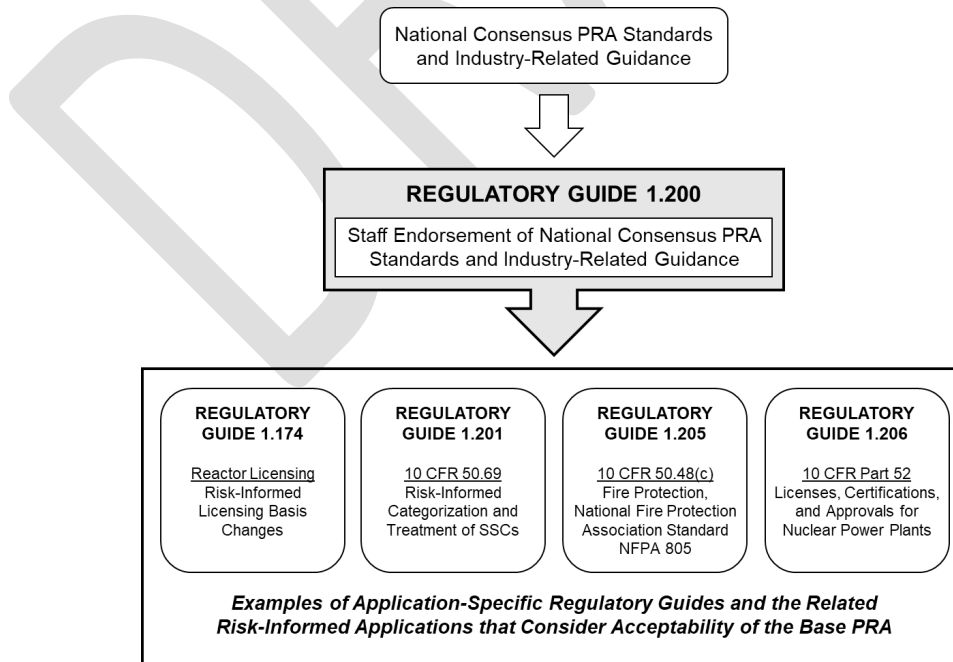 National Consensus PRA Standards
and Industry-Related Guidance
REGULATORY GUIDE 1.200
Staff Endorsement of National Consensus PRA
Standards and Industry-Related Guidance
REGULATORY
GUIDE 1.174
Reactor Licensing
Risk-Informed
Licensing Basis
Changes
REGULATORY
GUIDE 1.201
10 CFR 50.69
Risk-Informed
Categorization and
Treatment of SSCs
REGULATORY
GUIDE 1.205
10 CFR 50.48(c)
Fire Protection,
National Fire Protection
Association Standard
NFPA 805
REGULATORY
GUIDE 1.206
10 CFR Part 52
Licenses, Certifications,
and Approvals for
Nuclear Power Plants
Examples of Application-Specific Regulatory Guides and the Related
Risk-Informed Applications that Consider Acceptability of the Base PRA